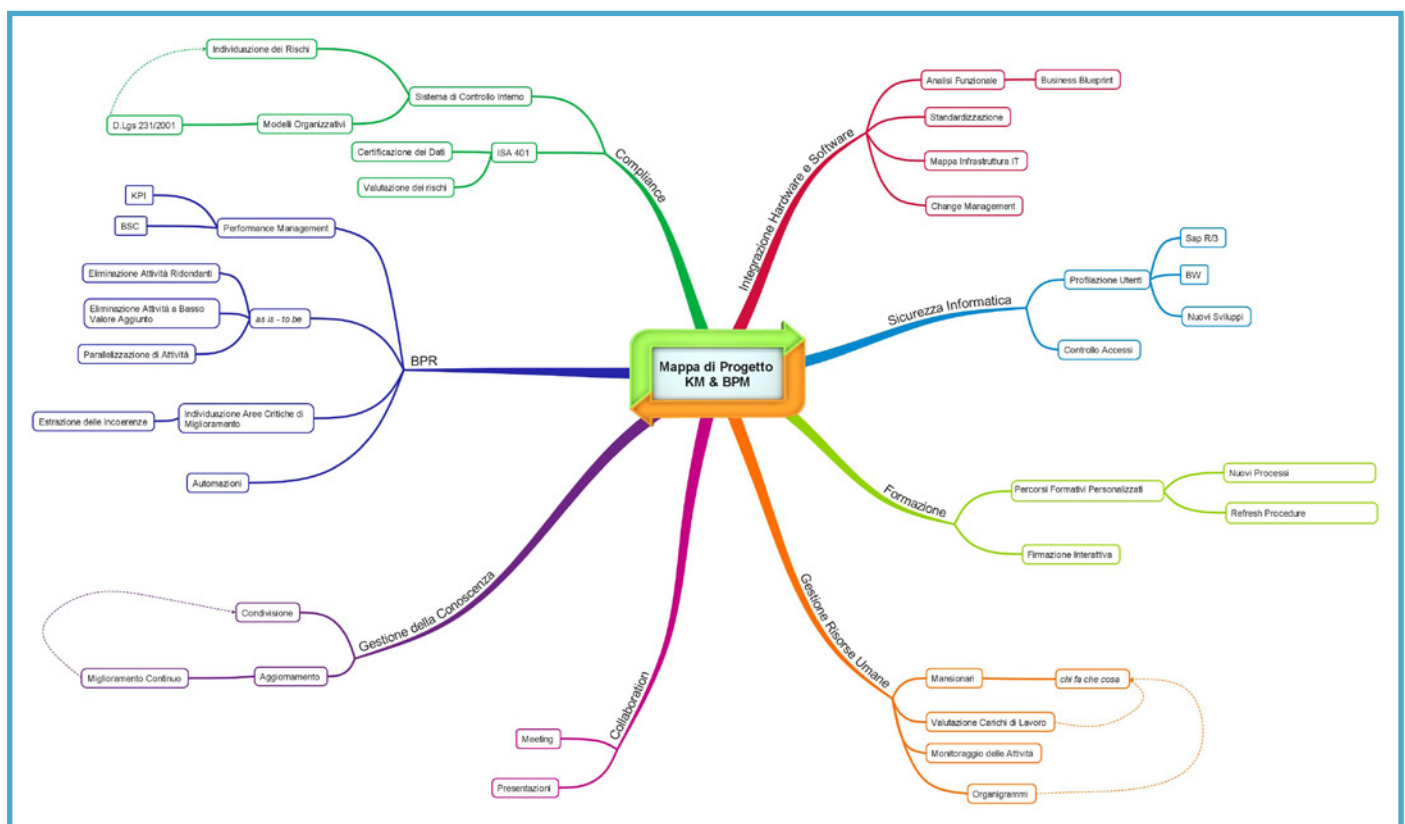 Mappa di Progetto
KM & BPM
Integrazione Hardware e Software
Analisi Funzionale
Business Blueprint
Standardizzazione
Mappa Infrastruttura IT
Change Management
Sicurezza Informatica
Profilazione Utenti
Sap R/3
BW
Nuovi Sviluppi
Controllo Accessi
Formazione
Percorsi Formativi Personalizzati
Nuovi Processi
Refresh Procedure
Firmazione Interattiva
Gestione Risorse Umane
Mansionari
chi fa che cosa
Valutazione Carichi di Lavoro
Monitoraggio delle Attività
Organigrammi
Collaboration
Meeting
Presentazioni
Gestione della Conoscenza
Condivisione
Aggiornamento
Miglioramento Continuo
BPR
Performance Management
KPI
BSC
as is - to be
Eliminazione Attività Ridondanti
Eliminazione Attività a Basso
Valore Aggiunto
Parallelizzazione di Attività
Individuazione Aree Critiche di
Miglioramento
Estrazione delle Incoerenze
Automazioni
Compliance
Sistema di Controllo Interno
Individuazione dei Rischi
Modelli Organizzativi
D.Lgs 231/2001
ISA 401
Certificazione dei Dati
Valutazione dei rischi